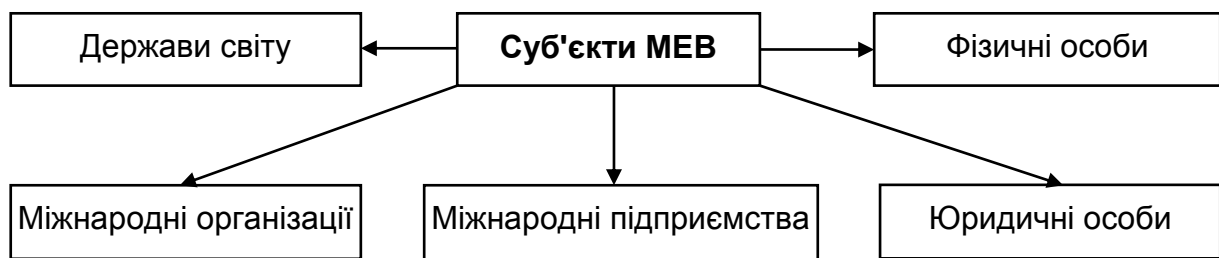 Держави світу
Суб'єкти МЕВ
Фізичні особи
Міжнародні організації
Міжнародні підприємства
Юридичні особи